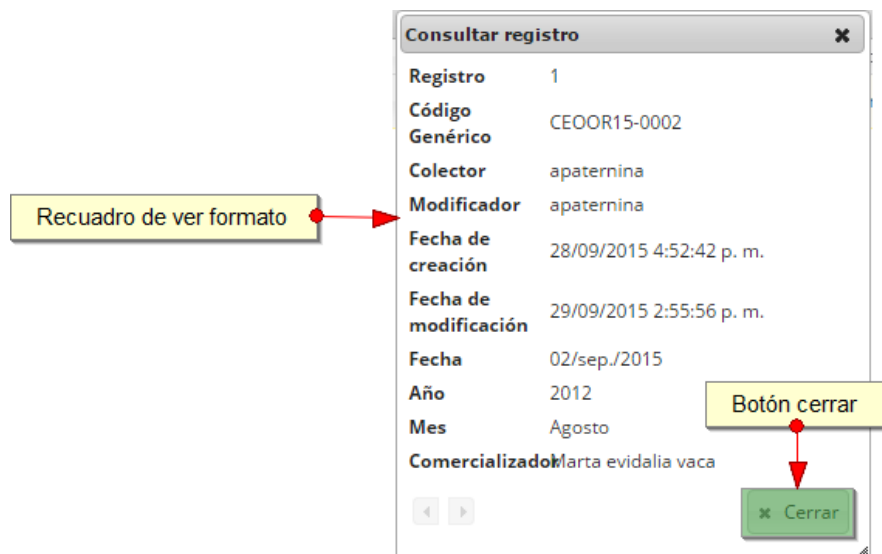 Consultar registro
Registro 1
Código
Genérico CEOOR15-0002
Colector apaternina
Modificador apaternina
Recuadro de ver formato
Fecha de
creación 28/09/2015 4:52:42 p. m.
Fecha de
modificación 29/09/2015 2:55:56 p. m.
Fecha 02/sep./2015
Año 2012
Botón cerrar
Mes Agosto
Comercializador Marta evidalia vaca
Cerrar